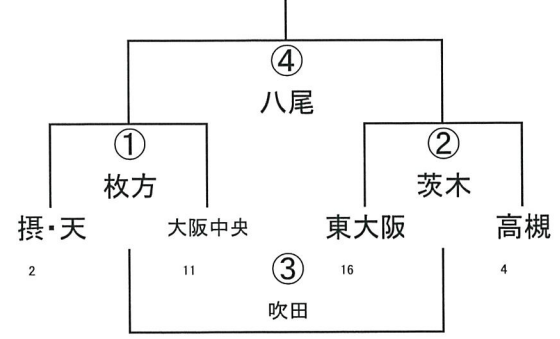 ④
八尾
① ②
枚方 茨木
摂・天 大阪中央 東大阪 高槻
2 11 ③ 16 4
吹田